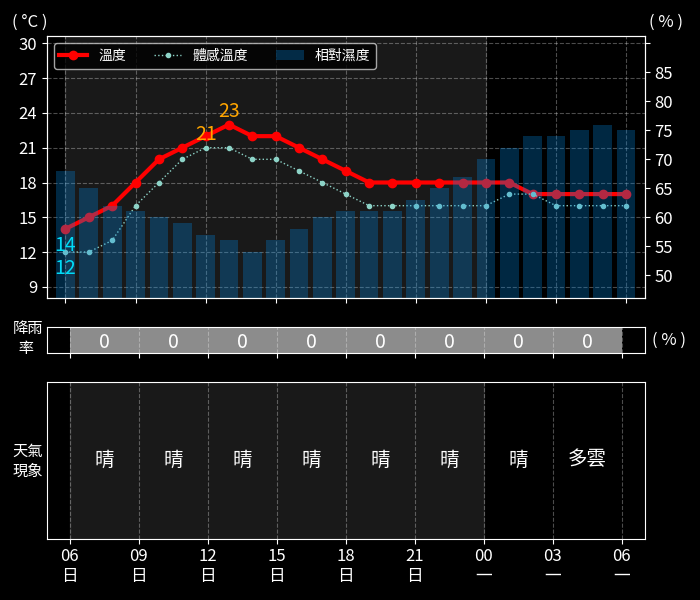 ( °C )
( % )
溫度 體感溫度 相對濕度
30
27
24
21
18
15
12
9
85
80
75
70
65
60
55
50
23
21
14
12
降雨率
0 0 0 0 0 0 0 0
( % )
天氣現象
晴 晴 晴 晴 晴 晴 晴 多雲
06 09 12 15 18 21 00 03 06
日 日 日 日 日 日 一 一 一